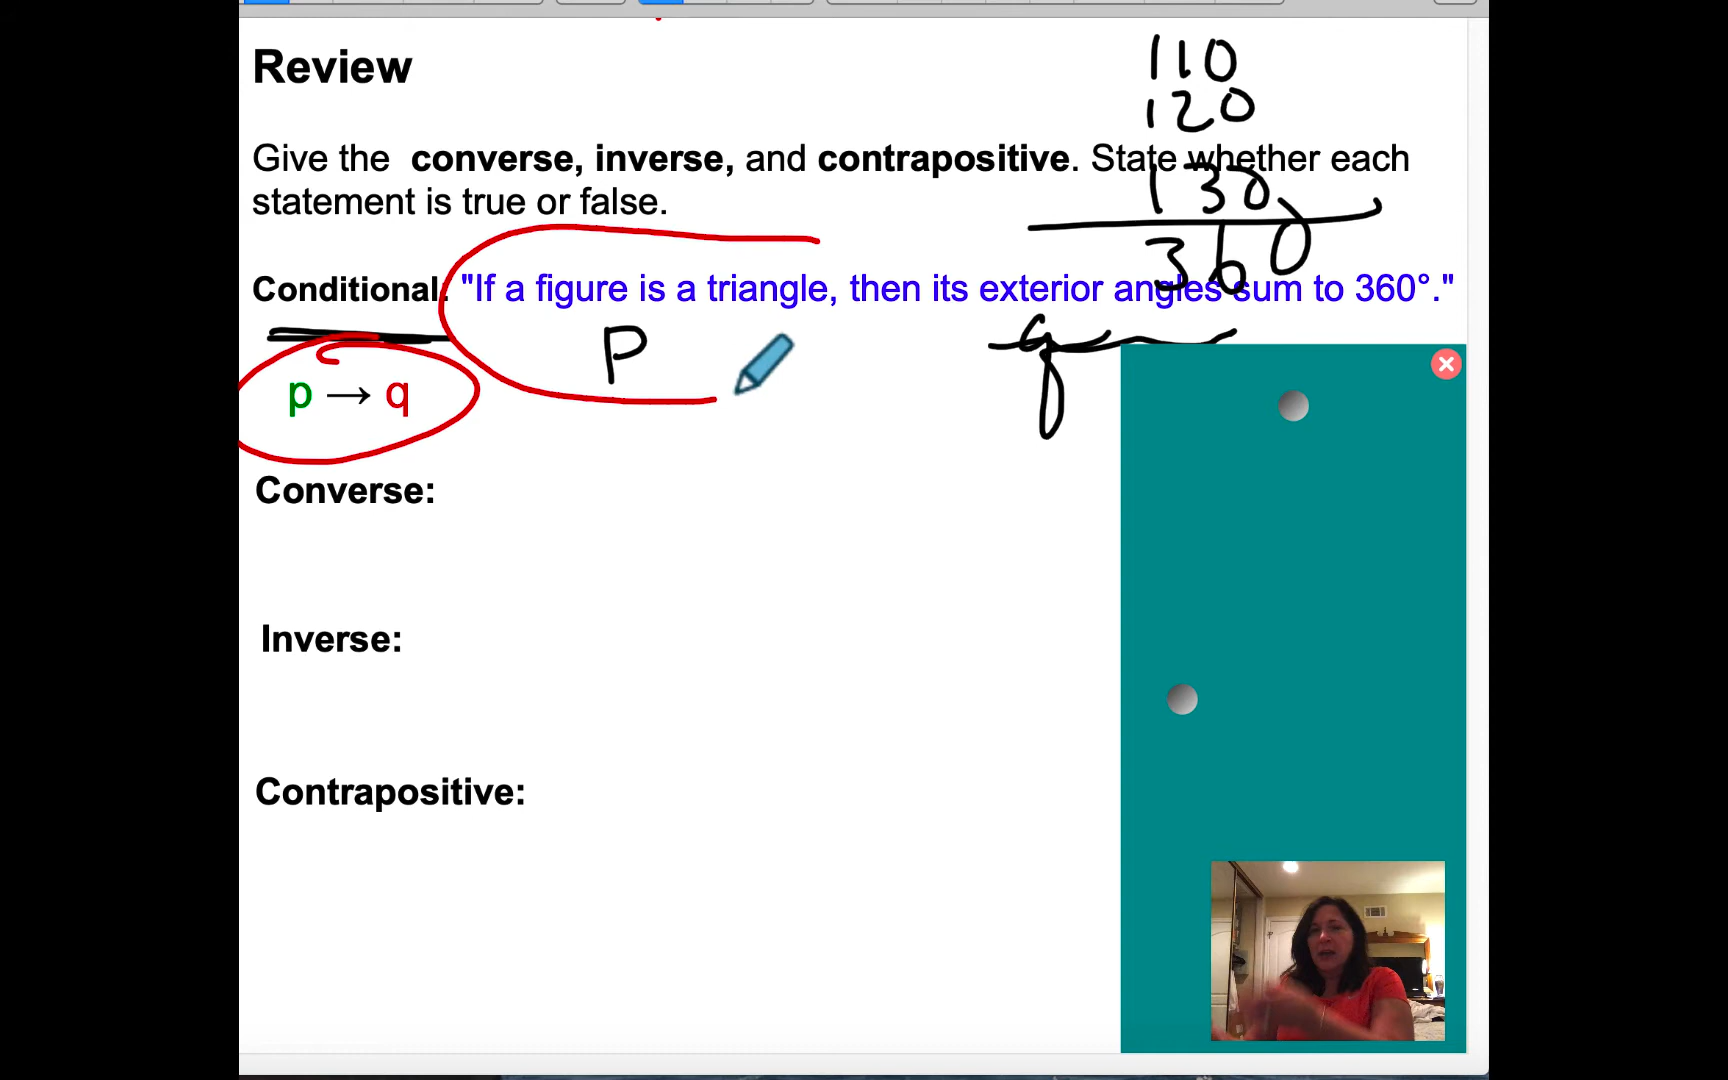 Review
110
120
Give the converse, inverse, and contrapositive. State whether each
130
statement is true or false.
360
Conditional: "If a figure is a triangle, then its exterior angles sum to 360°."
P
q
p → q
Converse:
Inverse:
Contrapositive: